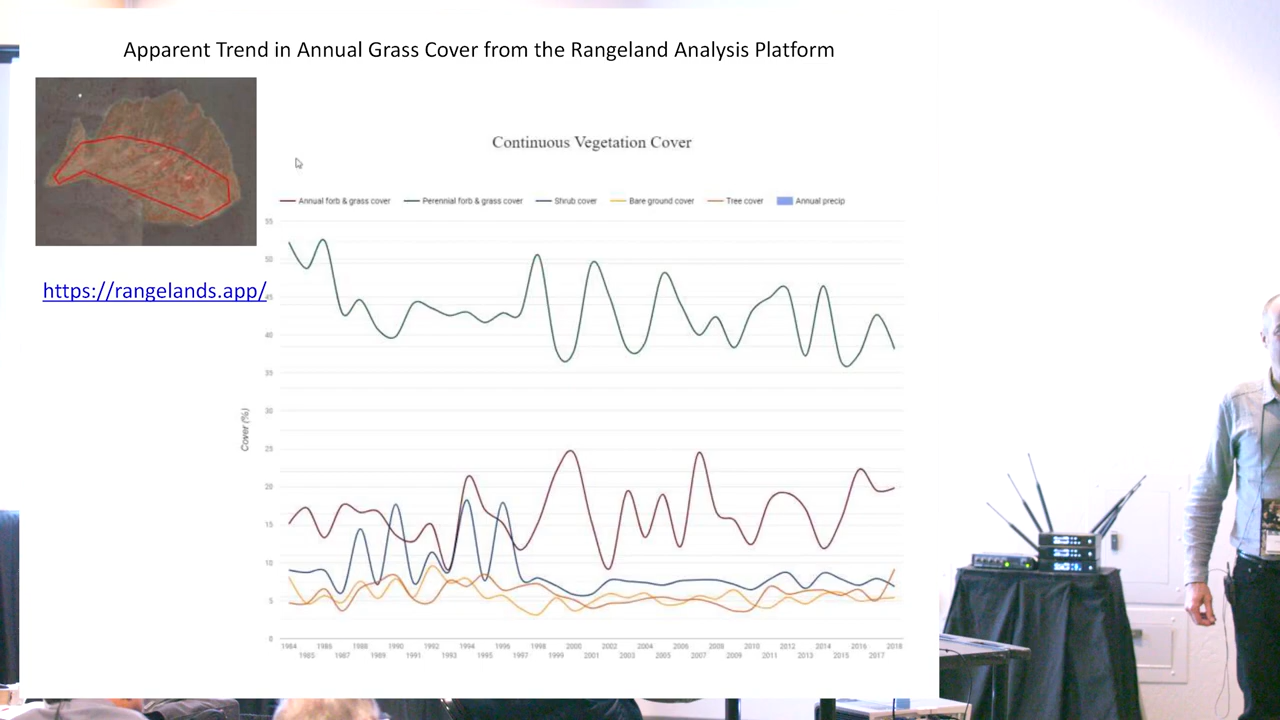 Apparent Trend in Annual Grass Cover from the Rangeland Analysis Platform
Continuous Vegetation Cover
Annual forb & grass cover Perennial forb & grass cover Shrub cover Bare ground cover Tree cover Annual precip
https://rangelands.app/
Cover (%)
55
50
45
40
35
30
25
20
15
10
5
0
1984 1986 1988 1990 1992 1994 1996 1998 2000 2002 2004 2006 2008 2010 2012 2014 2016 2018
1985 1987 1989 1991 1993 1995 1997 1999 2001 2003 2005 2007 2009 2011 2013 2015 2017